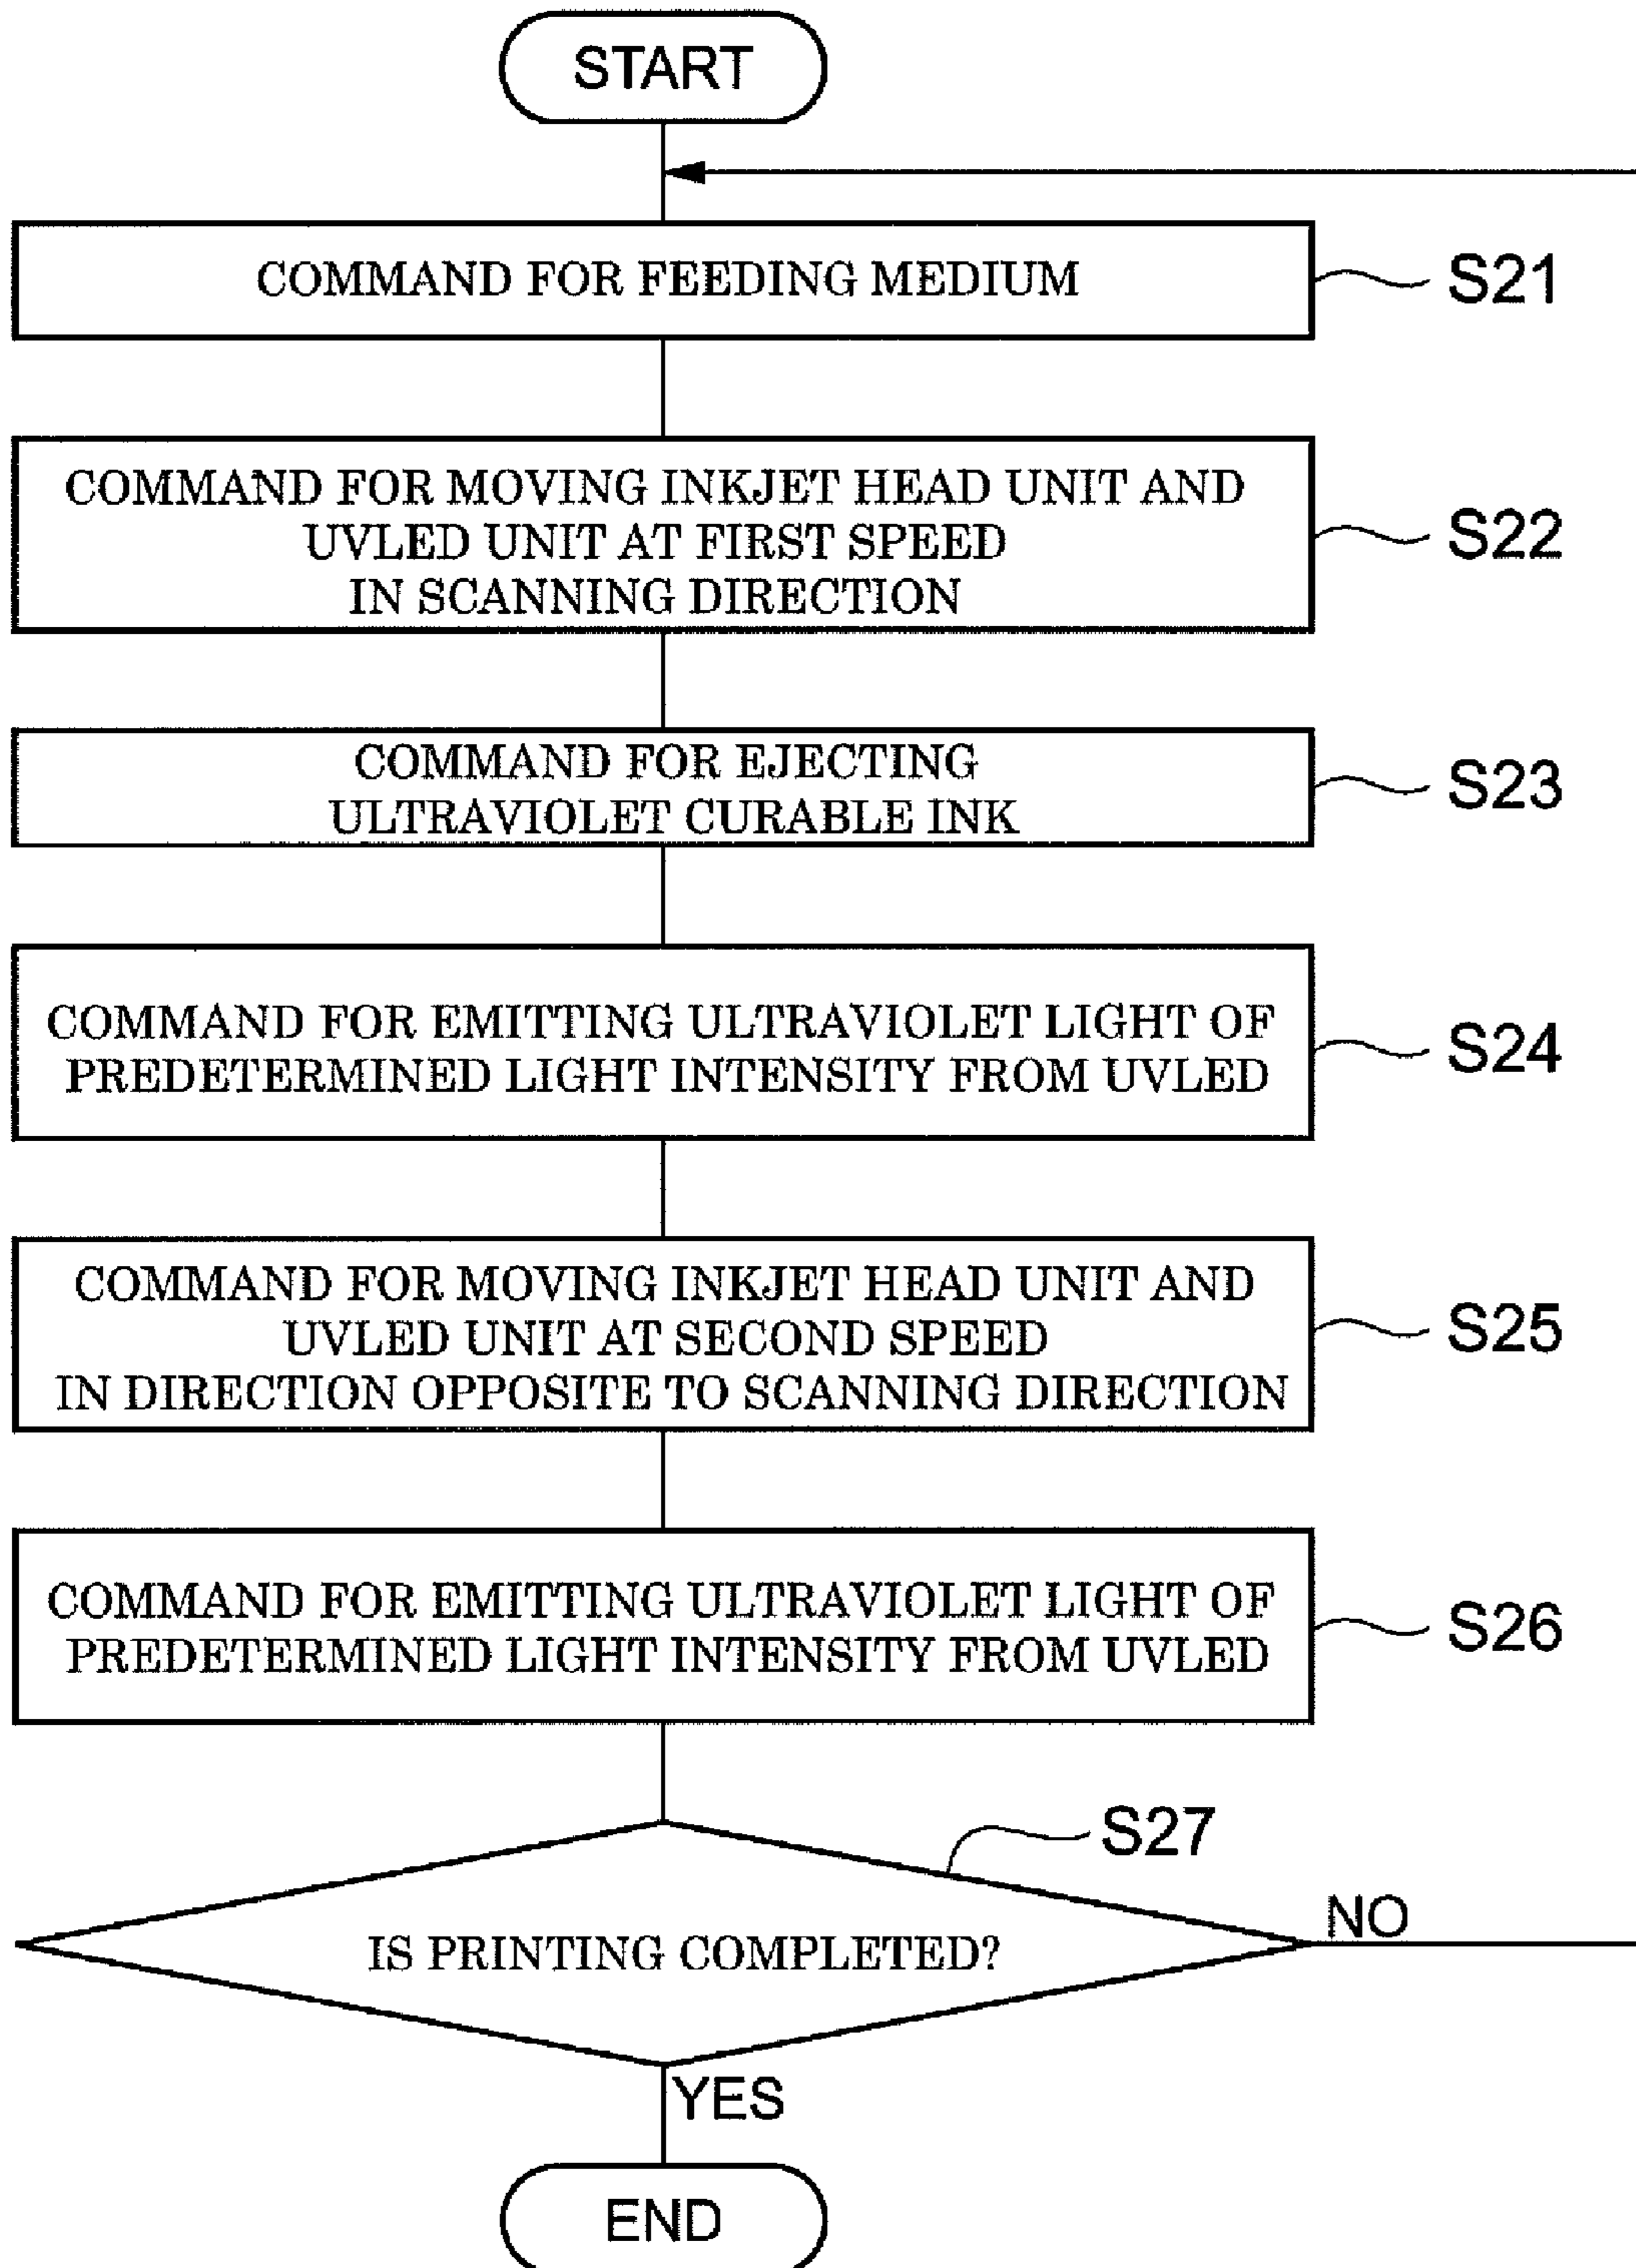 START
COMMAND FOR FEEDING MEDIUM
S21
COMMAND FOR MOVING INKJET HEAD UNIT AND
UVLED UNIT AT FIRST SPEED
IN SCANNING DIRECTION
S22
COMMAND FOR EJECTING
ULTRAVIOLET CURABLE INK
S23
COMMAND FOR EMITTING ULTRAVIOLET LIGHT OF
PREDETERMINED LIGHT INTENSITY FROM UVLED
S24
COMMAND FOR MOVING INKJET HEAD UNIT AND
UVLED UNIT AT SECOND SPEED
IN DIRECTION OPPOSITE TO SCANNING DIRECTION
S25
COMMAND FOR EMITTING ULTRAVIOLET LIGHT OF
PREDETERMINED LIGHT INTENSITY FROM UVLED
S26
S27
IS PRINTING COMPLETED?
NO
YES
END